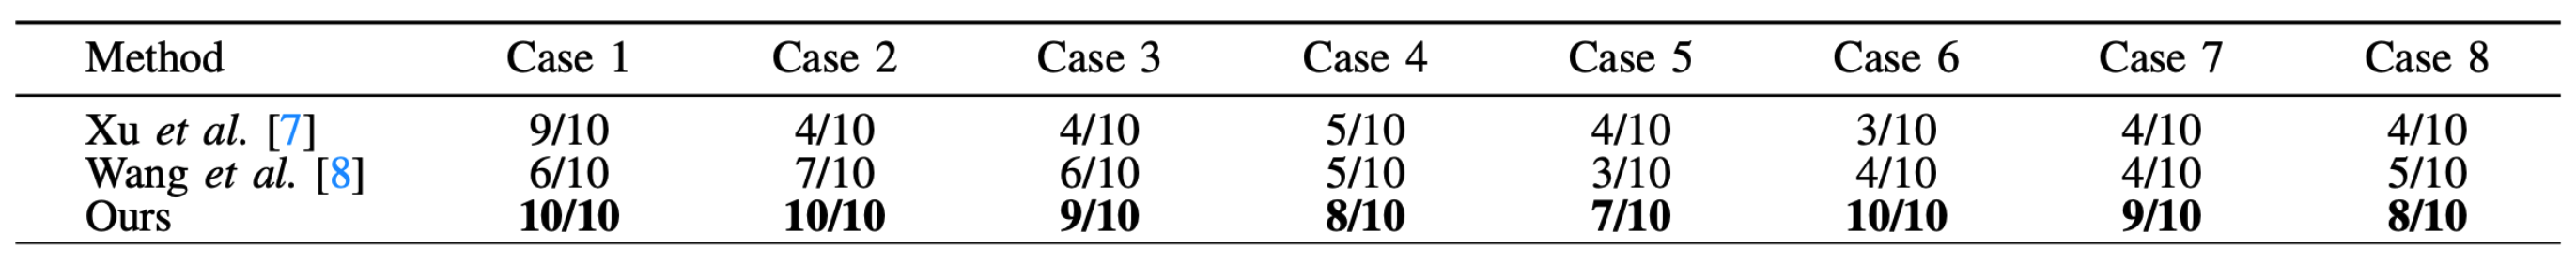 Method Case 1 Case 2 Case 3 Case 4 Case 5 Case 6 Case 7 Case 8
Xu et al. [7] 9/10 4/10 4/10 5/10 4/10 3/10 4/10 4/10
Wang et al. [8] 6/10 7/10 6/10 5/10 3/10 4/10 4/10 5/10
Ours 10/10 10/10 9/10 8/10 7/10 10/10 9/10 8/10